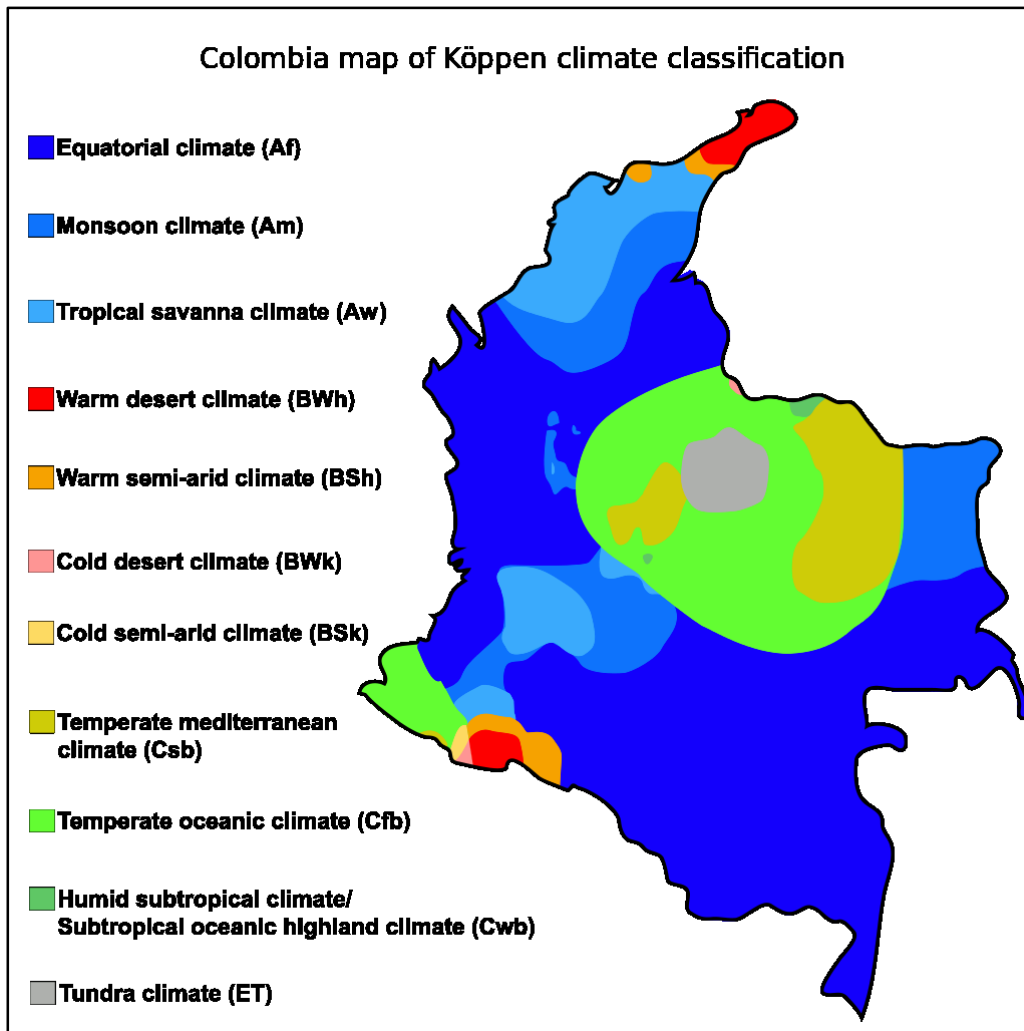 Colombia map of Köppen climate classification
Equatorial climate (Af)
Monsoon climate (Am)
Tropical savanna climate (Aw)
Warm desert climate (BWh)
Warm semi-arid climate (BSh)
Cold desert climate (BWk)
Cold semi-arid climate (BSk)
Temperate mediterranean
climate (Csb)
Temperate oceanic climate (Cfb)
Humid subtropical climate/
Subtropical oceanic highland climate (Cwb)
Tundra climate (ET)